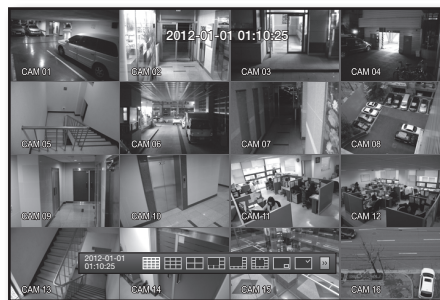 2012-01-01 01:10:25
CAM 01
CAM 02
CAM 03
CAM 04
CAM 05
CAM 06
CAM 07
CAM 08
CAM 09
CAM 10
CAM 11
CAM 12
2012-01-01
01:10:25
CAM 13
CAM 14
CAM 15
CAM 16